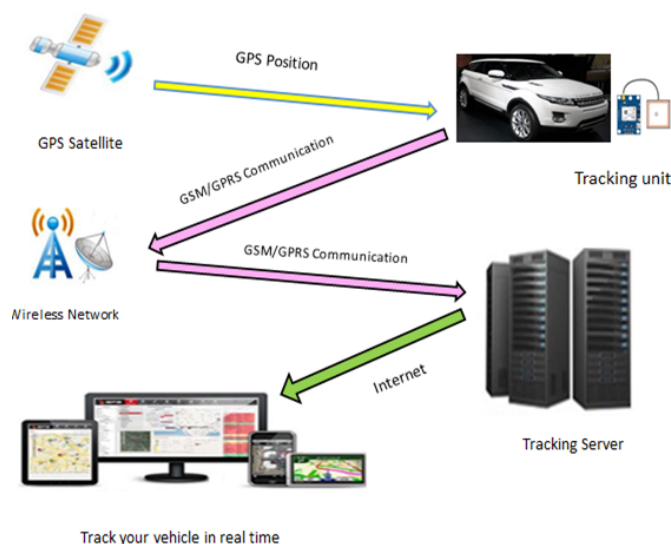 GPS Position
GPS Satellite
GSM/GPRS Communication
Tracking unit
GSM/GPRS Communication
Wireless Network
Internet
Tracking Server
Track your vehicle in real time